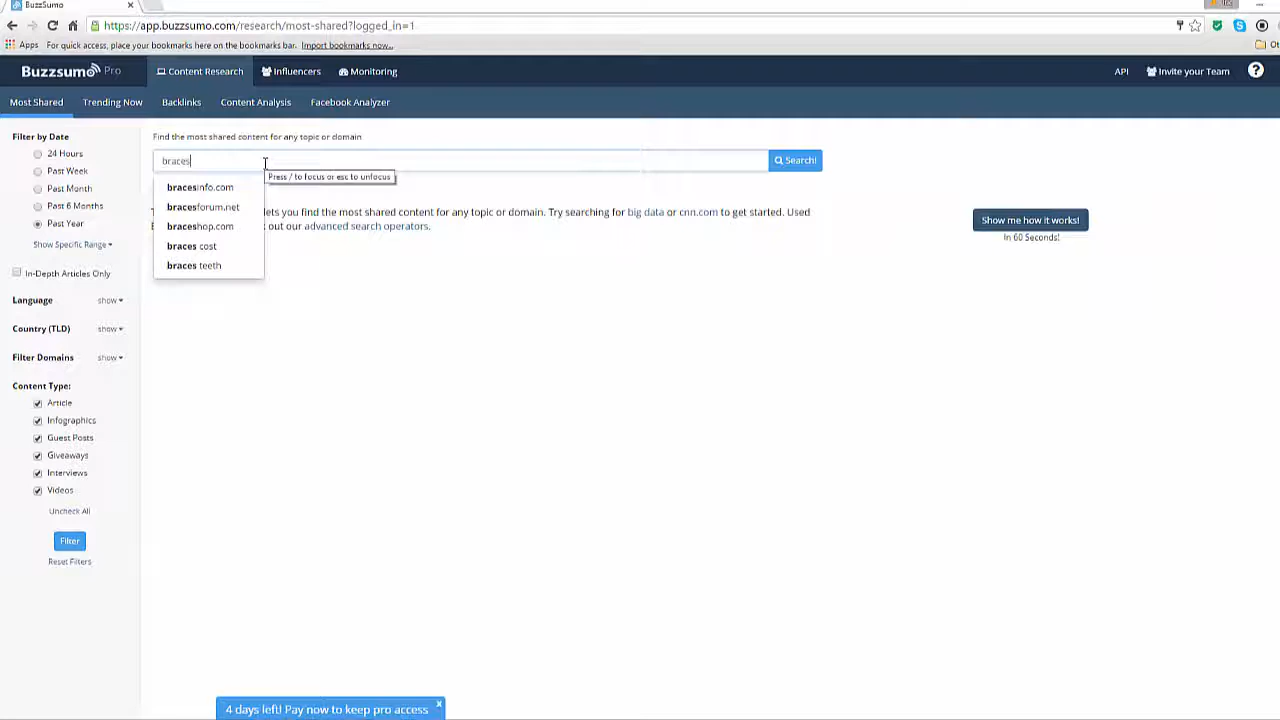 BuzzSumo
https://app.buzzsumo.com/research/most-shared?logged_in=1
Apps For quick access, place your bookmarks here on the bookmarks bar. Import bookmarks now...
Buzzsumo Pro Content Research Influencers Monitoring API Invite your Team ?
Most Shared Trending Now Backlinks Content Analysis Facebook Analyzer
Filter by Date
24 Hours
Past Week
Past Month
Past 6 Months
Past Year
Show Specific Range
In-Depth Articles Only
Language show
Country (TLD) show
Filter Domains show
Content Type:
Article
Infographics
Guest Posts
Giveaways
Interviews
Videos
Uncheck All
Filter
Reset Filters
Find the most shared content for any topic or domain
braces Search!
Press / to focus or esc to unfocus
bracesinfo.com
bracesforum.net
braceshop.com
braces cost
braces teeth
lets you find the most shared content for any topic or domain. Try searching for big data or cnn.com to get started. Used
out our advanced search operators.
Show me how it works!
In 60 Seconds!
4 days left! Pay now to keep pro access x